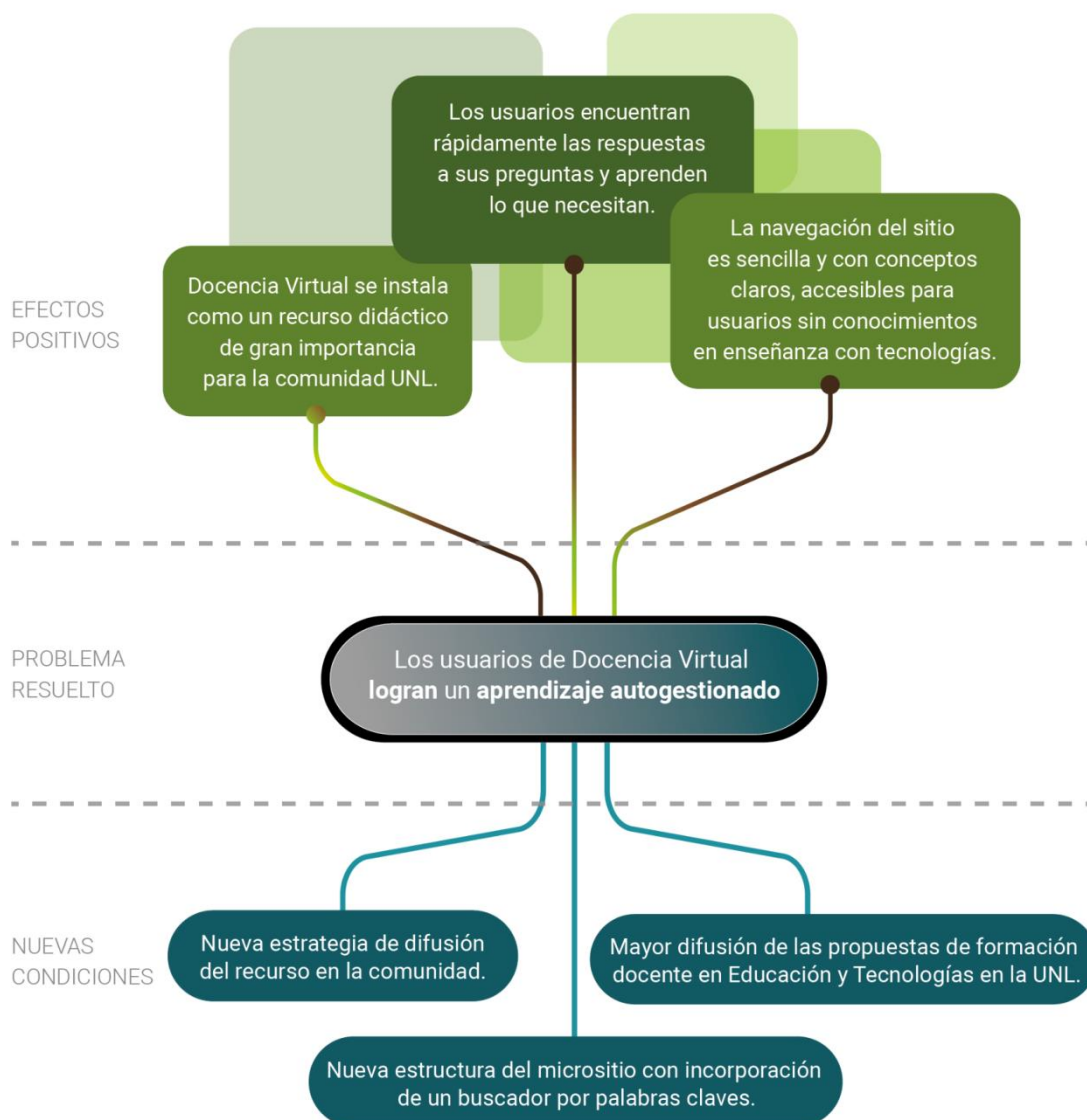 Los usuarios encuentran
rápidamente las respuestas
a sus preguntas y aprenden
lo que necesitan.
La navegación del sitio
es sencilla y con conceptos
claros, accesibles para
usuarios sin conocimientos
en enseñanza con tecnologías.
EFECTOS
POSITIVOS
Docencia Virtual se instala
como un recurso didáctico
de gran importancia
para la comunidad UNL.
PROBLEMA
RESUELTO
Los usuarios de Docencia Virtual
logran un aprendizaje autogestionado
NUEVAS
CONDICIONES
Nueva estrategia de difusión
del recurso en la comunidad.
Mayor difusión de las propuestas de formación
docente en Educación y Tecnologías en la UNL.
Nueva estructura del micrositio con incorporación
de un buscador por palabras claves.